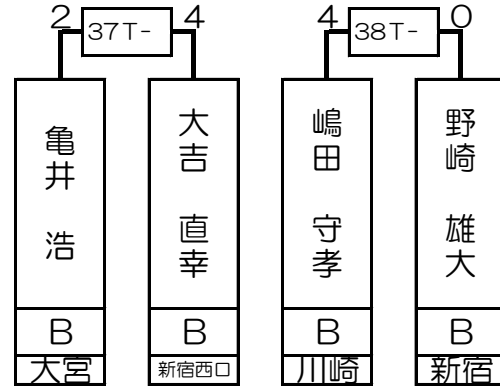 2 37T- 4 4 38T- 0
亀井 浩
大吉 直幸
嶋田 守孝
野崎 雄大
B B B B
大宮 新宿西口 川崎 新宿